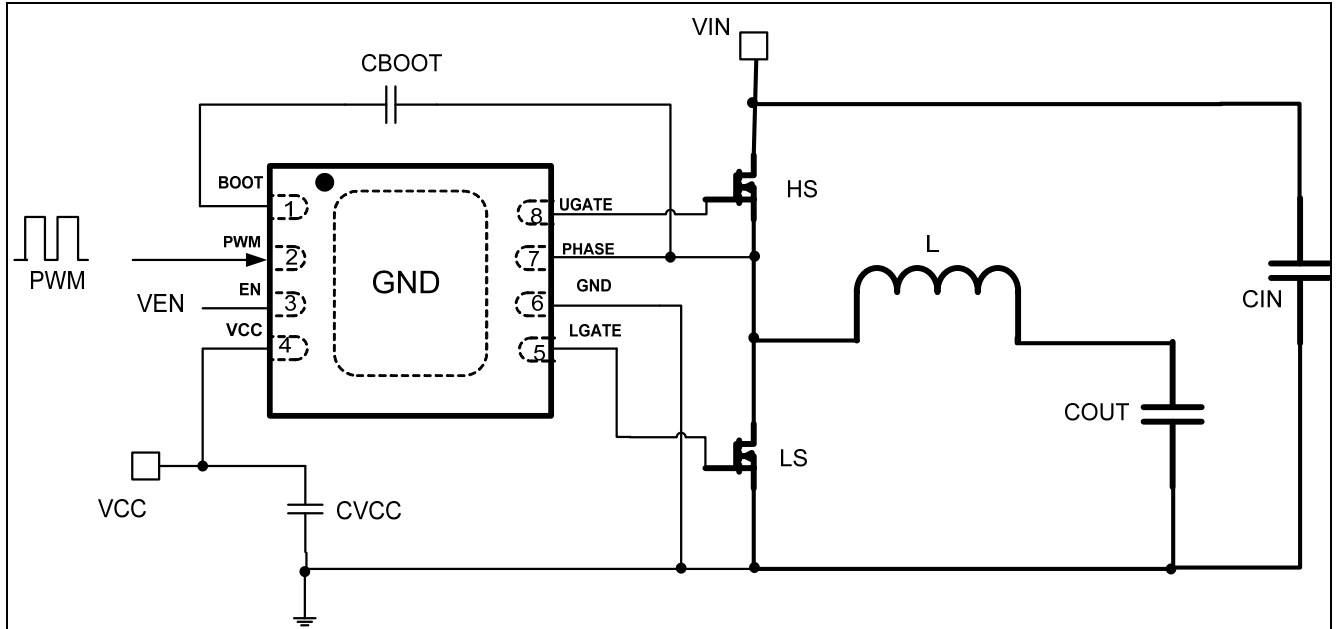 VIN
CBOOT
BOOT
1
PWM
2
EN
3
VCC
4
GND
UGATE
8
PHASE
7
GND
6
LGATE
5
HS
L
CIN
PWM
VEN
COUT
LS
VCC
CVCC